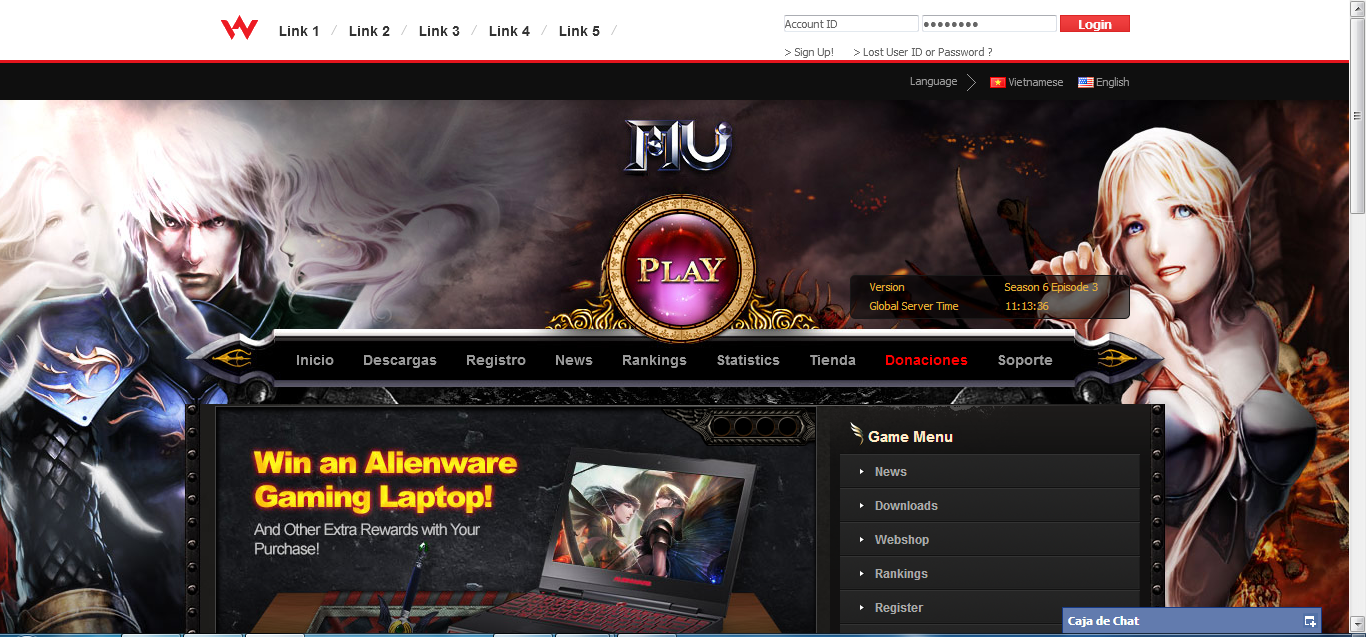 Link 1 / Link 2 / Link 3 / Link 4 / Link 5 /
Account ID
Login
> Sign Up! > Lost User ID or Password ?
Language Vietnamese English
MU
PLAY
Version Season 6 Episode 3
Global Server Time 11:13:36
Inicio Descargas Registro News Rankings Statistics Tienda Donaciones Soporte
Win an Alienware
Gaming Laptop!
And Other Extra Rewards with Your
Purchase!
Game Menu
News
Downloads
Webshop
Rankings
Register
Caja de Chat